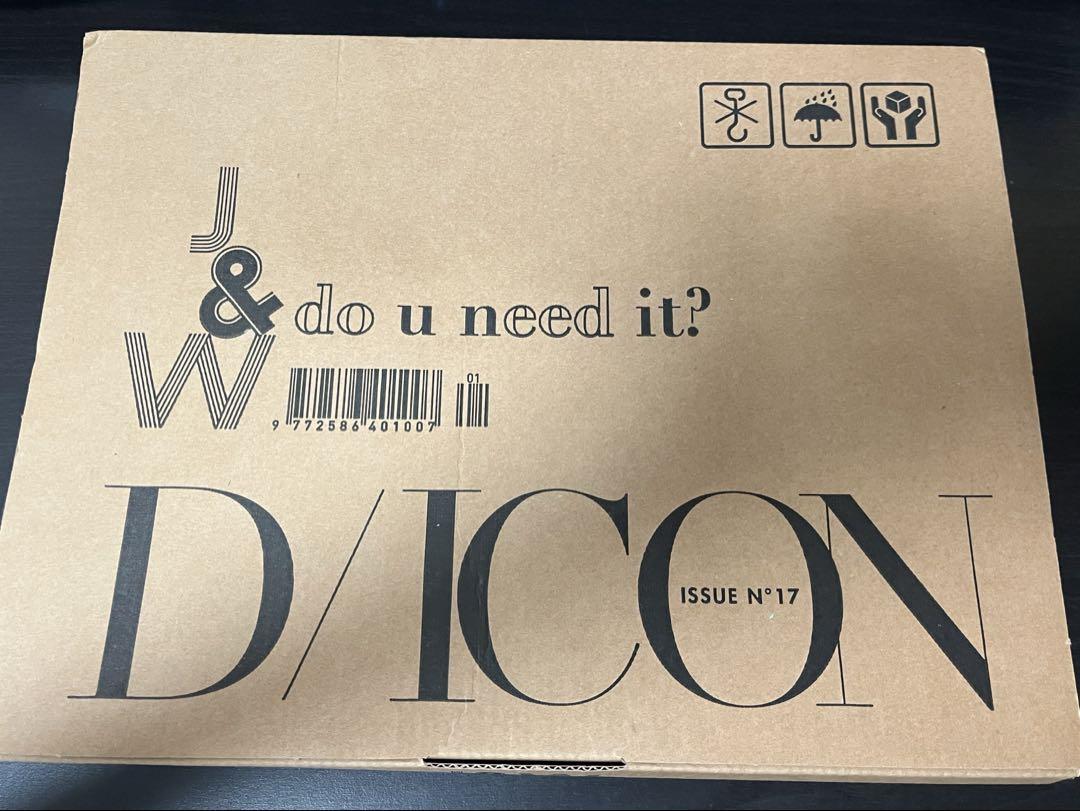 J
&
W
do u need it?
01
9 772586 401007
D/ICON
ISSUE N°17